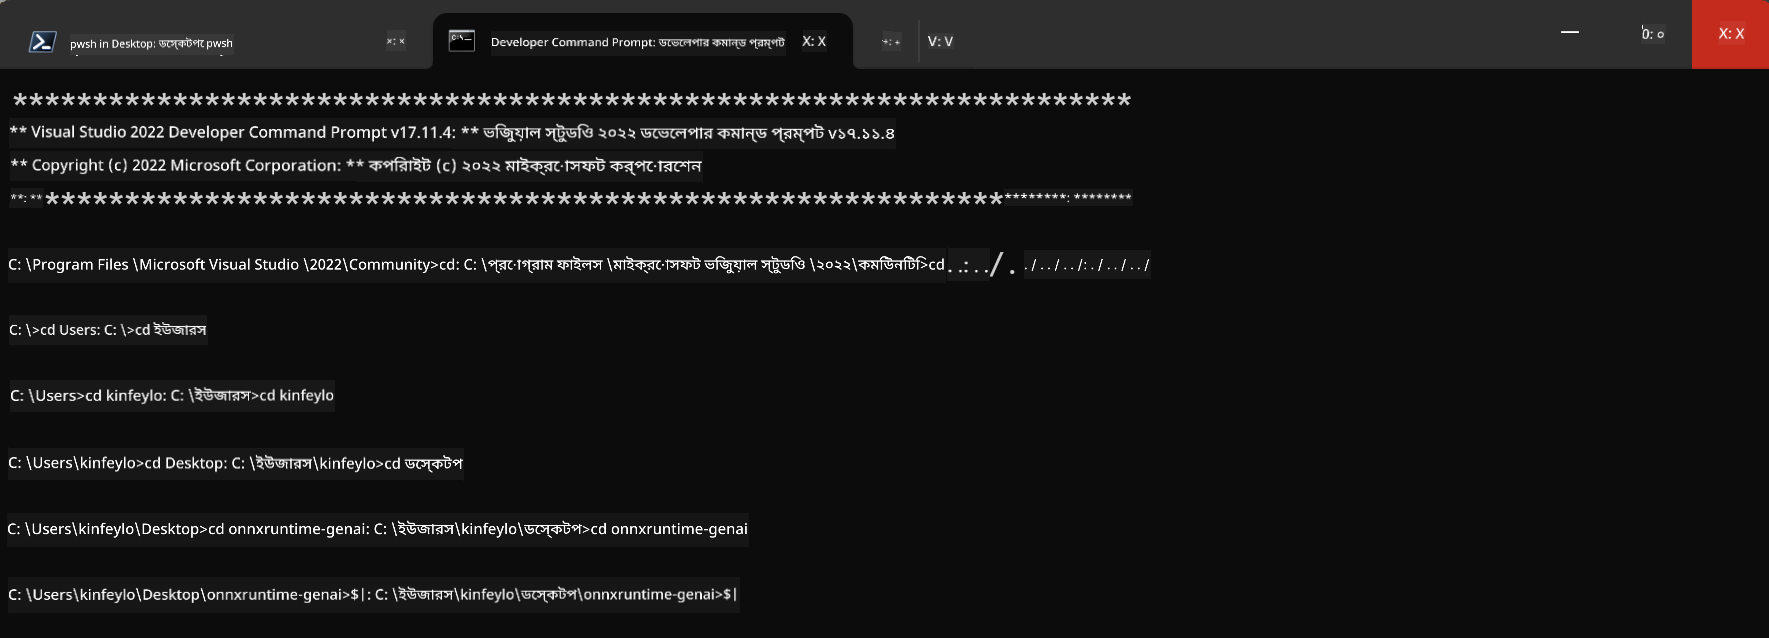 pwsh in Desktop: ডেস্কটপে pwsh ×: × Developer Command Prompt: ডেভেলপার কমান্ড প্রম্পট X: X +: + V: V — X: X
**********************************************************************
** Visual Studio 2022 Developer Command Prompt v17.11.4: ** ভিজ্যুয়াল স্টুডিও ২০২২ ডেভেলপার কমান্ড প্রম্পট v১৭.১১.৪
** Copyright (c) 2022 Microsoft Corporation: ** কপিরাইট (c) ২০২২ মাইক্রোসফট কর্পোরেশন
**: ************************************************************** ********: ********
C: \Program Files \Microsoft Visual Studio \2022\Community>cd: C: \প্রোগ্রাম ফাইলস \মাইক্রোসফট ভিজ্যুয়াল স্টুডিও \২০২২\কমিউনিটি>cd . .: . ./ . . / . . / . . /: . / . . / . . /
C: \>cd Users: C: \>cd ইউজারস
C: \Users>cd kinfeylo: C: \ইউজারস>cd kinfeylo
C: \Users\kinfeylo>cd Desktop: C: \ইউজারস\kinfeylo>cd ডেস্কটপ
C: \Users\kinfeylo\Desktop>cd onnxruntime-genai: C: \ইউজারস\kinfeylo\ডেস্কটপ>cd onnxruntime-genai
C: \Users\kinfeylo\Desktop\onnxruntime-genai>$|: C: \ইউজারস\kinfeylo\ডেস্কটপ\onnxruntime-genai>$|